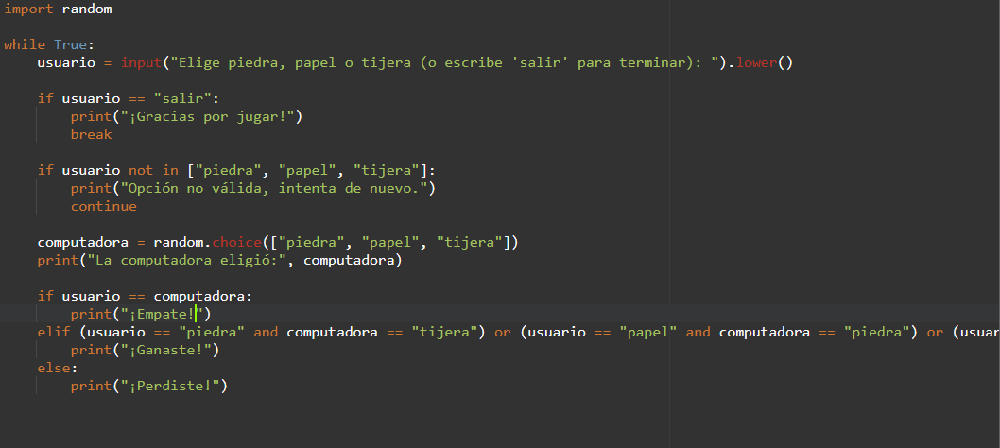 import random
while True:
usuario = input("Elige piedra, papel o tijera (o escribe 'salir' para terminar): ").lower()
if usuario == "salir":
print("¡Gracias por jugar!")
break
if usuario not in ["piedra", "papel", "tijera"]:
print("Opción no válida, intenta de nuevo.")
continue
computadora = random.choice(["piedra", "papel", "tijera"])
print("La computadora eligió:", computadora)
if usuario == computadora:
print("¡Empate!")
elif (usuario == "piedra" and computadora == "tijera") or (usuario == "papel" and computadora == "piedra") or (
print("¡Ganaste!")
else:
print("¡Perdiste!")